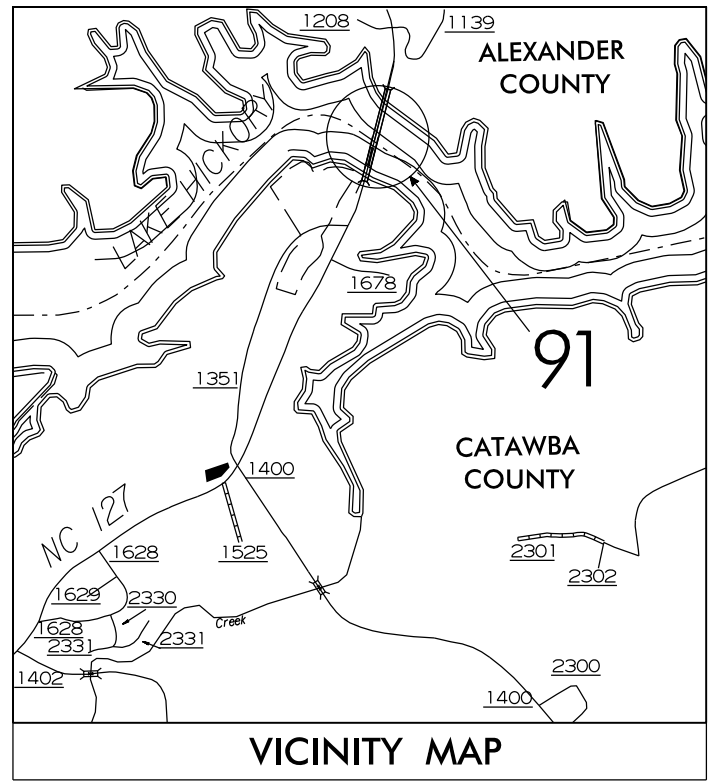 1208
1139
ALEXANDER
COUNTY
LAKE HICKORY
1678
91
1351
CATAWBA
COUNTY
1400
NC 127
1525
1628
2301
2302
1629
2330
Creek
1628
2331
2331
1402
2300
1400
VICINITY MAP